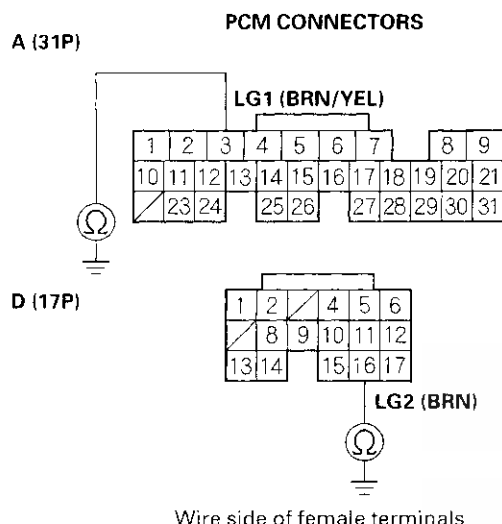 PCM CONNECTORS
A (31P)
LG1 (BRN/YEL)
1 2 3 4 5 6 7 8 9
10 11 12 13 14 15 16 17 18 19 20 21
23 24 25 26 27 28 29 30 31
Ω
D (17P)
1 2 4 5 6
8 9 10 11 12
13 14 15 16 17
LG2 (BRN)
Ω
Wire side of female terminals